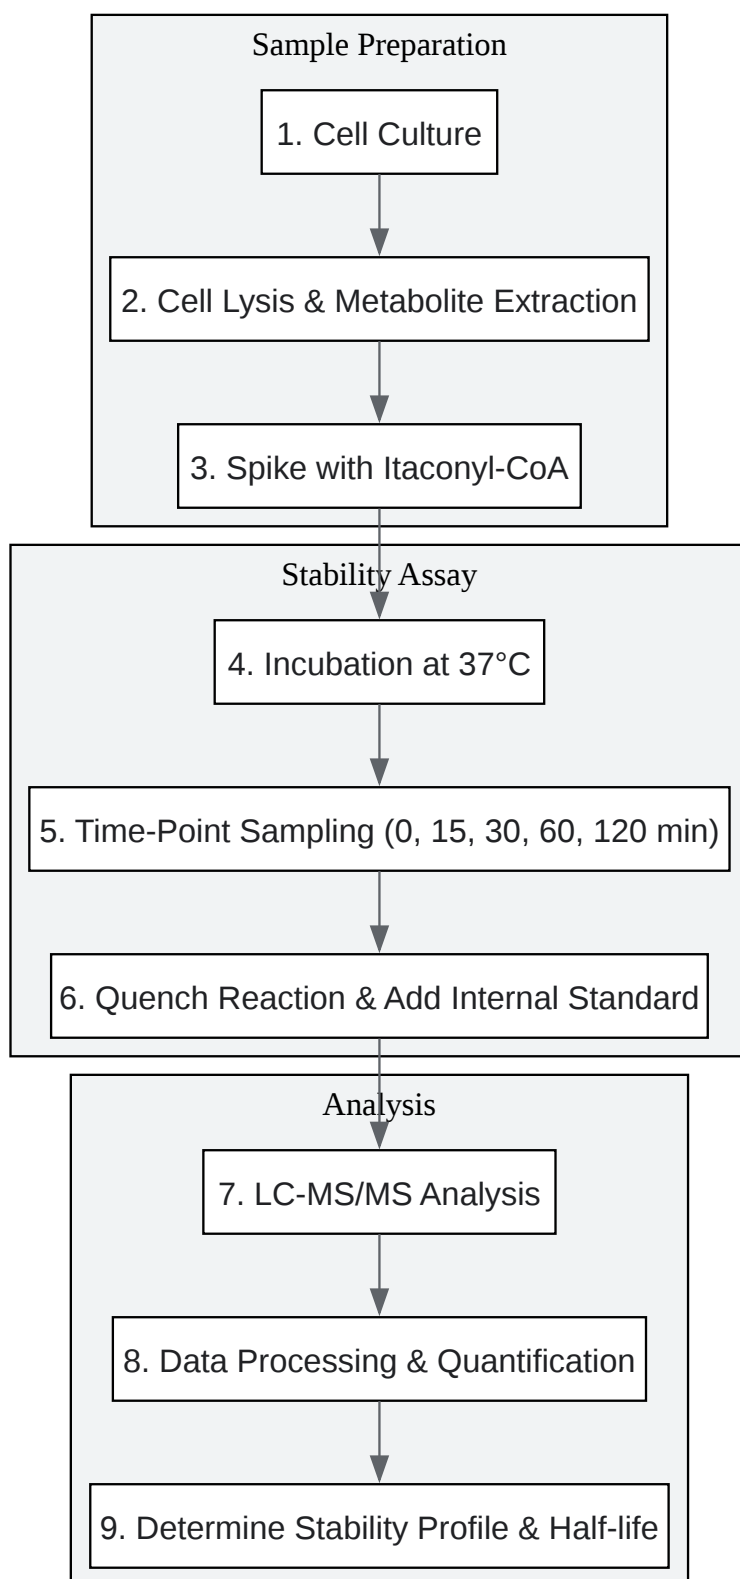 Sample Preparation
1. Cell Culture
2. Cell Lysis & Metabolite Extraction
3. Spike with Itaconyl-CoA
Stability Assay
4. Incubation at 37°C
5. Time-Point Sampling (0, 15, 30, 60, 120 min)
6. Quench Reaction & Add Internal Standard
Analysis
7. LC-MS/MS Analysis
8. Data Processing & Quantification
9. Determine Stability Profile & Half-life